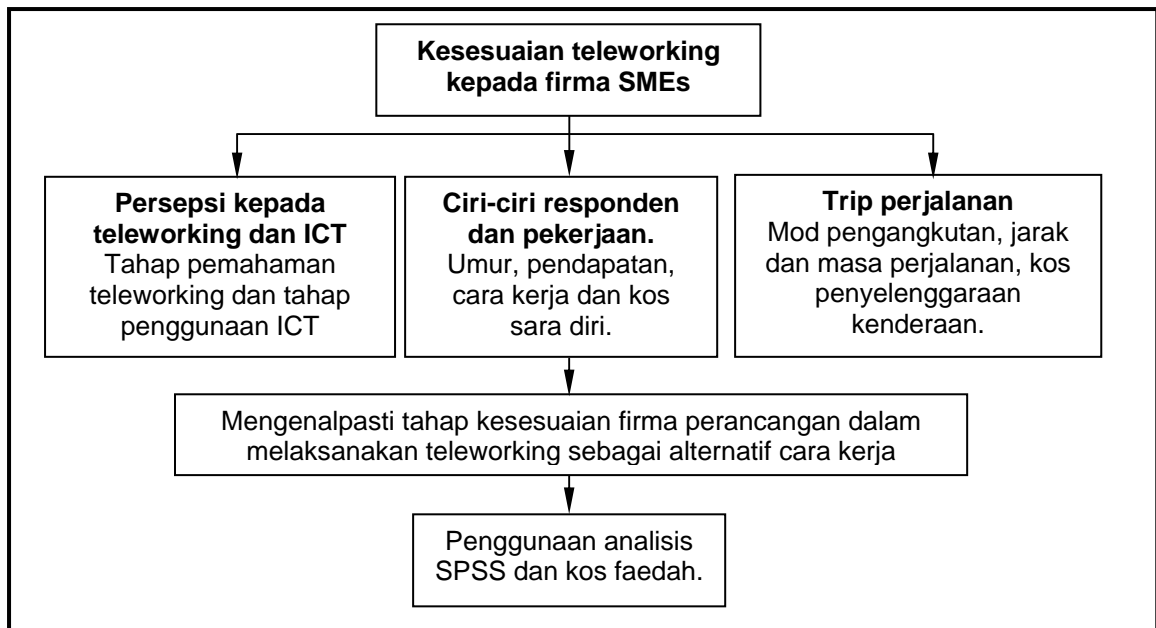 Kesesuaian teleworking
kepada firma SMEs
Persepsi kepada
teleworking dan ICT
Tahap pemahaman
teleworking dan tahap
penggunaan ICT
Ciri-ciri responden
dan pekerjaan.
Umur, pendapatan,
cara kerja dan kos
sara diri.
Trip perjalanan
Mod pengangkutan, jarak
dan masa perjalanan, kos
penyelenggaraan
kenderaan.
Mengenalpasti tahap kesesuaian firma perancangan dalam
melaksanakan teleworking sebagai alternatif cara kerja
Penggunaan analisis
SPSS dan kos faedah.